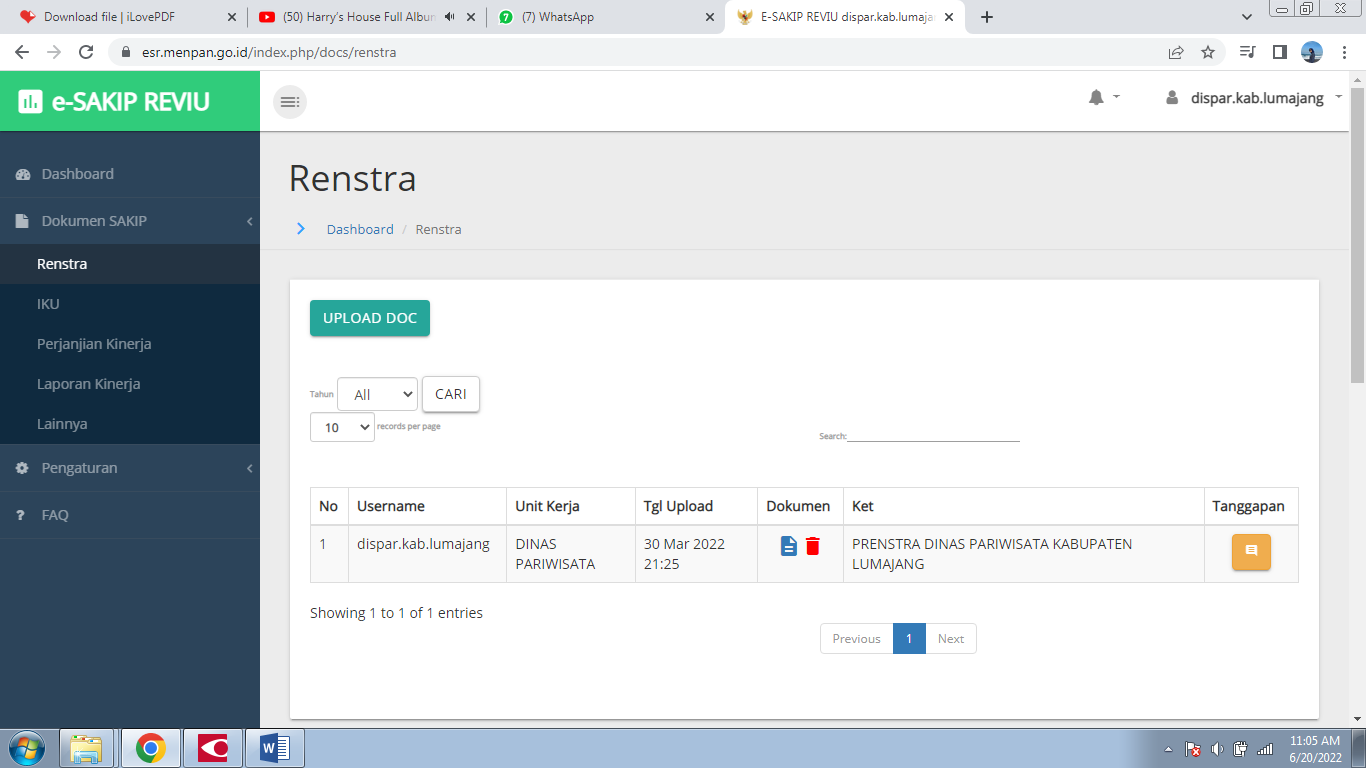 Download file | iLovePDF
(50) Harry's House Full Album
(7) WhatsApp
E-SAKIP REVIU dispar.kab.lumaja
esr.menpan.go.id/index.php/docs/renstra
e-SAKIP REVIU
dispar.kab.lumajang
Dashboard
Dokumen SAKIP
Renstra
IKU
Perjanjian Kinerja
Laporan Kinerja
Lainnya
Pengaturan
FAQ
Renstra
Dashboard / Renstra
UPLOAD DOC
Tahun All CARI
10 records per page
Search:
No Username Unit Kerja Tgl Upload Dokumen Ket Tanggapan
1 dispar.kab.lumajang DINAS 30 Mar 2022 PRENSTRA DINAS PARIWISATA KABUPATEN
PARIWISATA 21:25 LUMAJANG
Showing 1 to 1 of 1 entries
Previous 1 Next
11:05 AM
6/20/2022